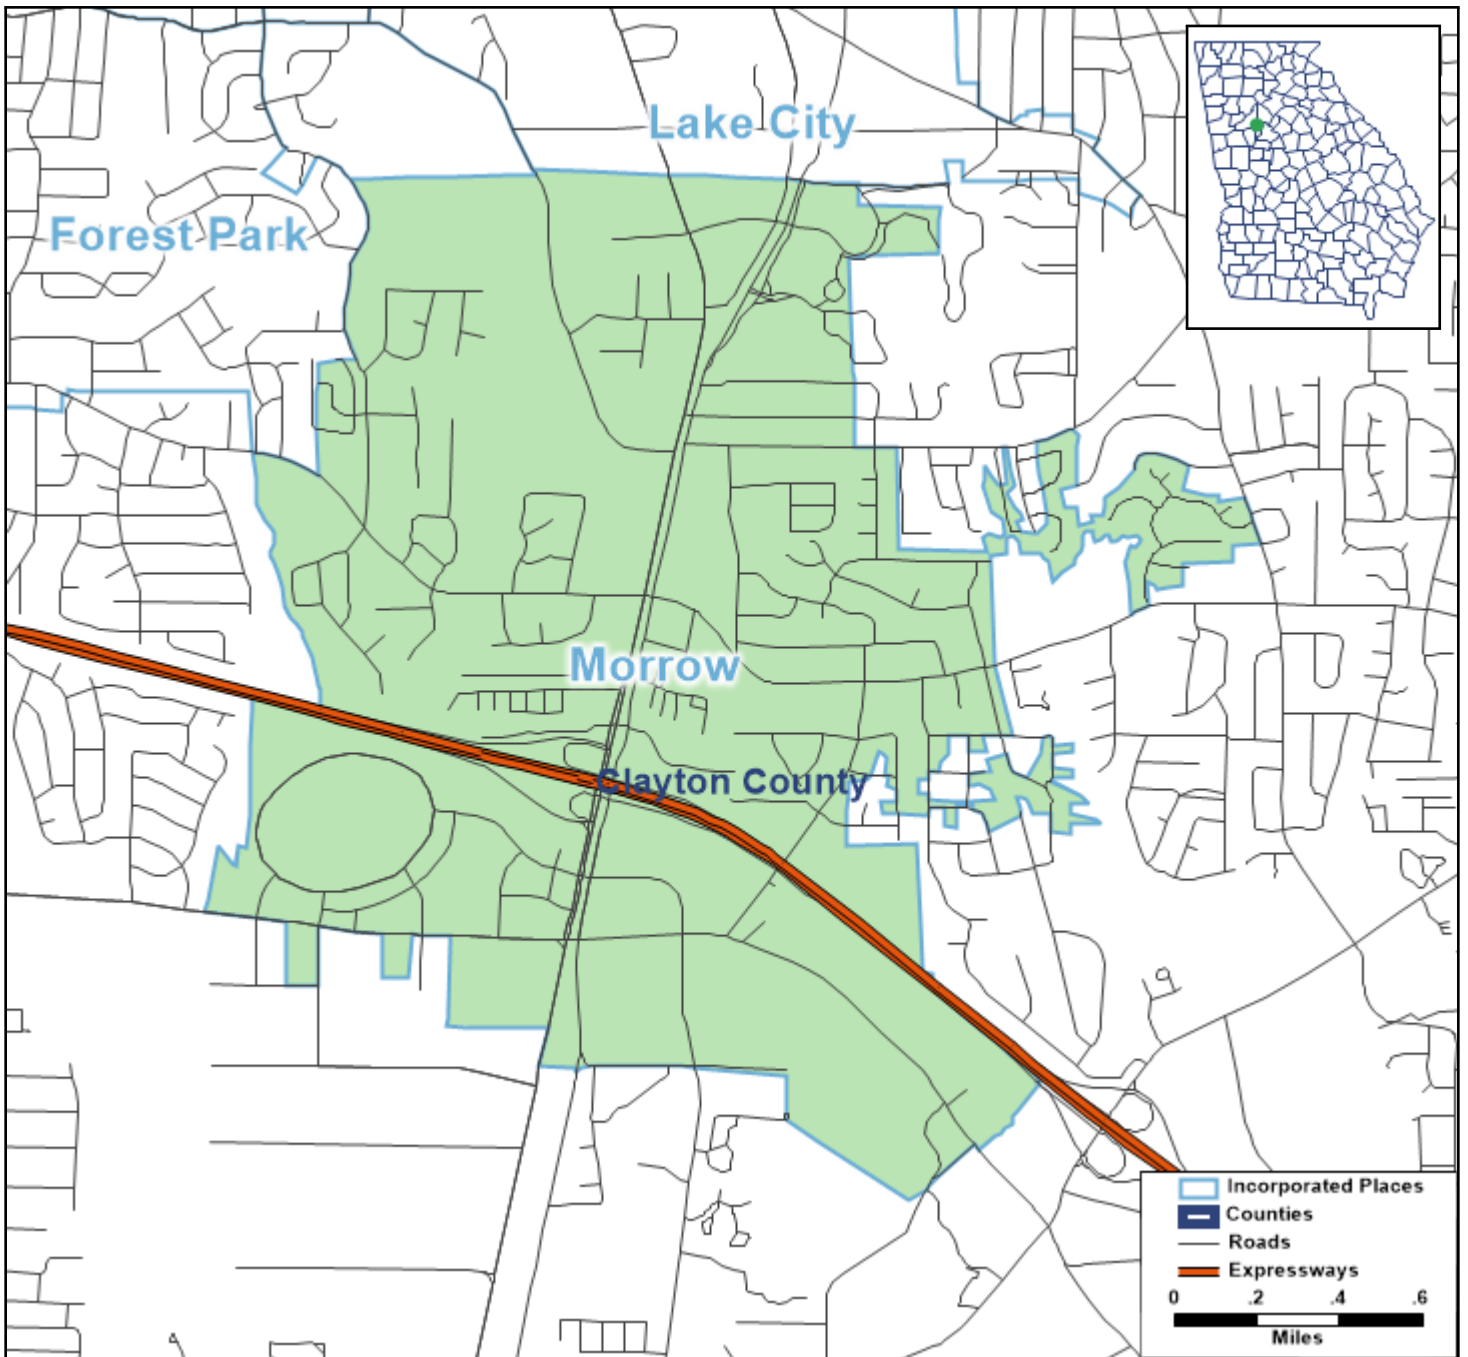 Lake City
Forest Park
Morrow
Clayton County
Incorporated Places
Counties
Roads
Expressways
0 .2 .4 .6
Miles